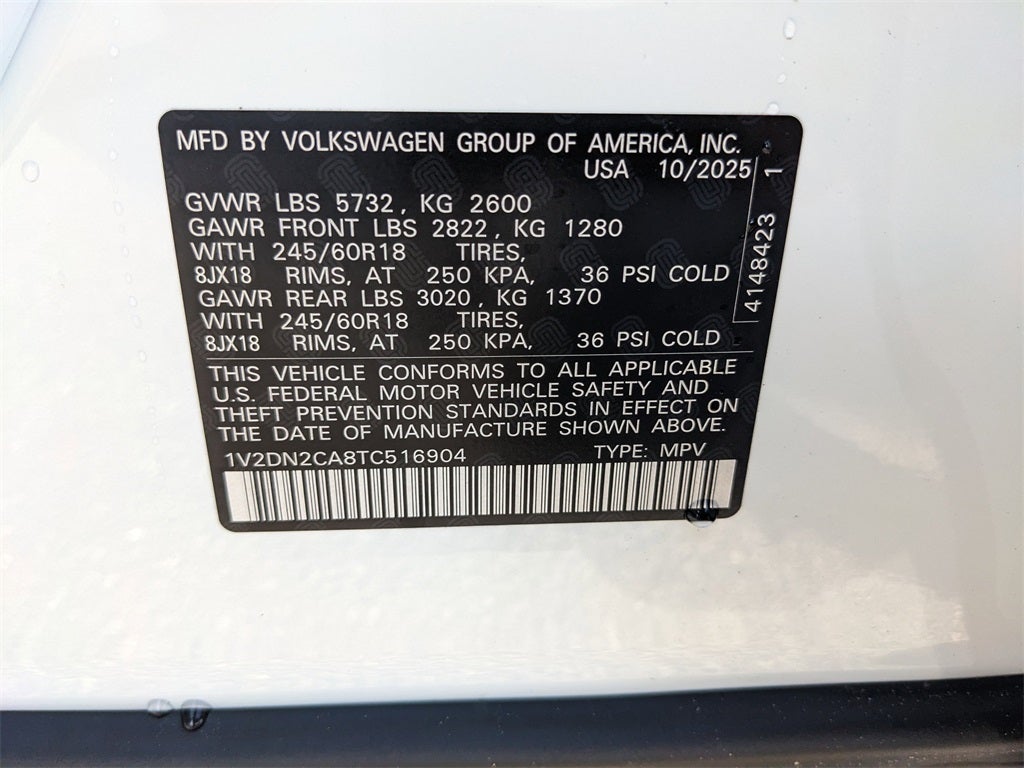 MFD BY VOLKSWAGEN GROUP OF AMERICA, INC.
USA 10/2025
GVWR LBS 5732, KG 2600
GAWR FRONT LBS 2822, KG 1280
WITH 245/60R18 TIRES,
8JX18 RIMS, AT 250 KPA, 36 PSI COLD
GAWR REAR LBS 3020, KG 1370
WITH 245/60R18 TIRES,
8JX18 RIMS, AT 250 KPA, 36 PSI COLD
4148423 1
THIS VEHICLE CONFORMS TO ALL APPLICABLE
U.S. FEDERAL MOTOR VEHICLE SAFETY AND
THEFT PREVENTION STANDARDS IN EFFECT ON
THE DATE OF MANUFACTURE SHOWN ABOVE.
1V2DN2CA8TC516904 TYPE: MPV